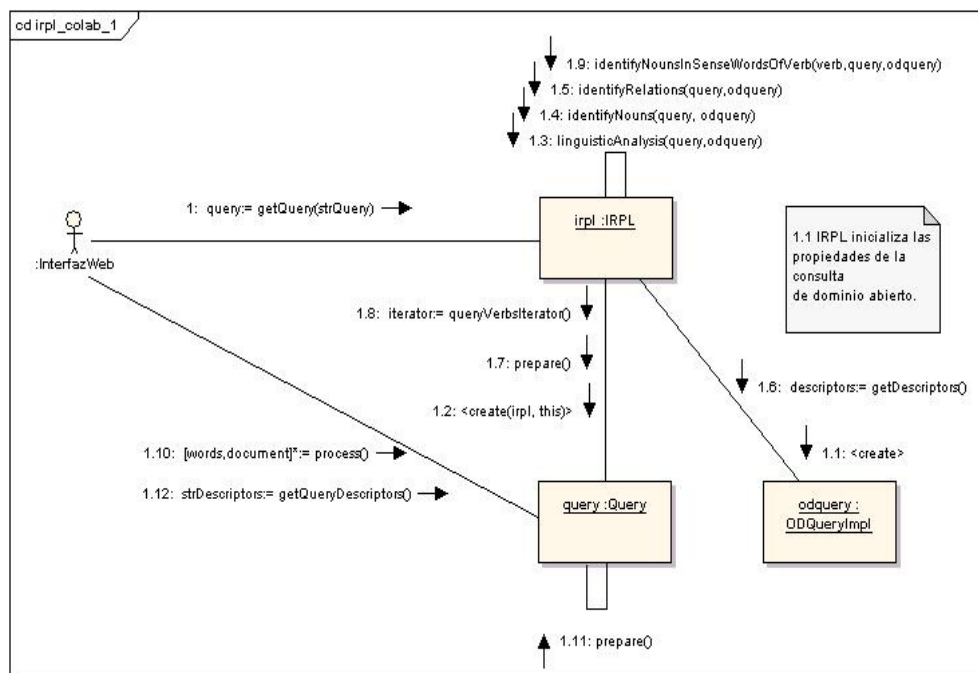 cd irpl_colab_1
1.9: identifyNounsInSenseWordsOfVerb(verb,query,odquery)
1.5: identifyRelations(query,odquery)
1.4: identifyNouns(query, odquery)
1.3: linguisticAnalysis(query,odquery)
1: query:= getQuery(strQuery)
irpl :IRPL
:InterfazWeb
1.1 IRPL inicializa las
propiedades de la
consulta
de dominio abierto.
1.8: iterator:= queryVerbsIterator()
1.7: prepare()
1.2: <create(irpl, this)>
1.6: descriptors:= getDescriptors()
1.1: <create>
1.10: [words,document]*:= process()
1.12: strDescriptors:= getQueryDescriptors()
query :Query
odquery :
ODQueryImpl
1.11: prepare()